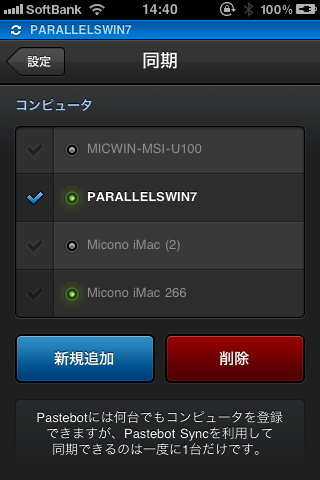 SoftBank 14:40 100%
PARALLELSWIN7
設定 同期
コンピュータ
MICWIN-MSI-U100
PARALLELSWIN7
Micono iMac (2)
Micono iMac 266
新規追加 削除
Pastebotには何台でもコンピュータを登録
できますが、Pastebot Syncを利用して
同期できるのは一度に1台だけです。